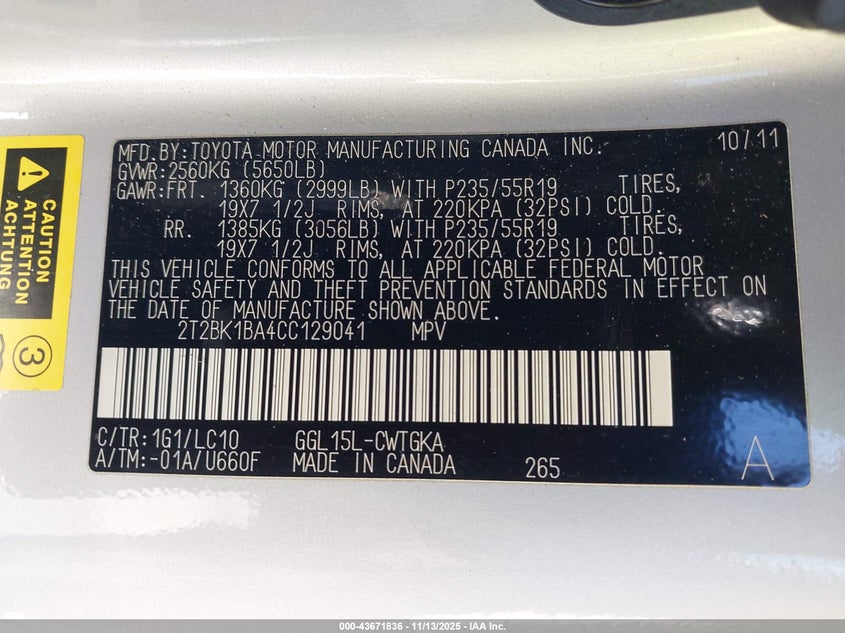 MFD.BY:TOYOTA MOTOR MANUFACTURING CANADA INC. 10/11
GVWR:2560KG (5650LB)
GAWR:FRT. 1360KG (2999LB) WITH P235/55R19 TIRES,
19X7 1/2J RIMS, AT 220KPA (32PSI) COLD.
RR. 1385KG (3056LB) WITH P235/55R19 TIRES,
19X7 1/2J RIMS, AT 220KPA (32PSI) COLD.
THIS VEHICLE CONFORMS TO ALL APPLICABLE FEDERAL MOTOR
VEHICLE SAFETY AND THEFT PREVENTION STANDARDS IN EFFECT ON
THE DATE OF MANUFACTURE SHOWN ABOVE.
2T2BK1BA4CC129041 MPV
C/TR:1G1/LC10 GGL15L-CWTGKA
A/TM:-01A/U660F MADE IN CANADA 265 A
CAUTION
ATTENTION
ACHTUNG
3
000-43671836 - 11/13/2025 - IAA Inc.